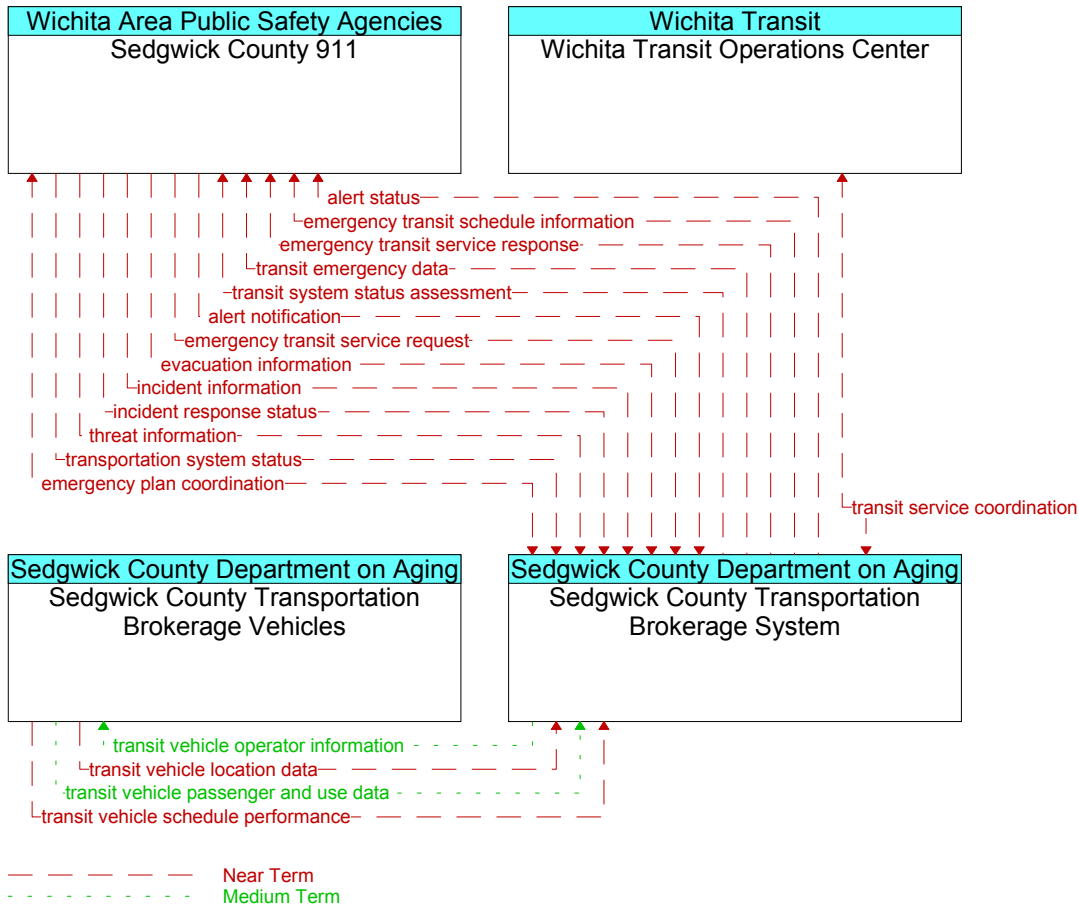 Wichita Area Public Safety Agencies
Sedgwick County 911
Wichita Transit
Wichita Transit Operations Center
alert status
emergency transit schedule information
emergency transit service response
transit emergency data
transit system status assessment
alert notification
emergency transit service request
evacuation information
incident information
incident response status
threat information
transportation system status
emergency plan coordination
transit service coordination
Sedgwick County Department on Aging
Sedgwick County Transportation
Brokerage Vehicles
Sedgwick County Department on Aging
Sedgwick County Transportation
Brokerage System
transit vehicle operator information
transit vehicle location data
transit vehicle passenger and use data
transit vehicle schedule performance
Near Term
Medium Term